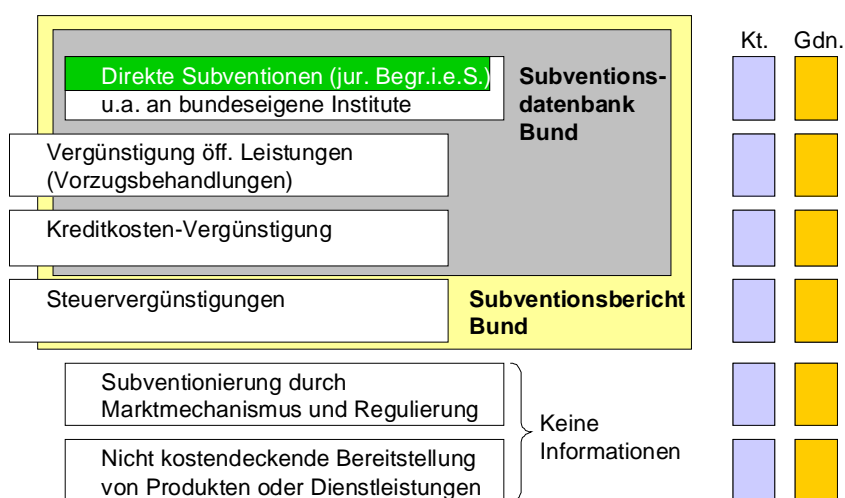 Kt. Gdn.
Direkte Subventionen (jur. Begr.i.e.S.)
u.a. an bundeseigene Institute
Subventions-
datenbank
Bund
Vergünstigung öff. Leistungen
(Vorzugsbehandlungen)
Kreditkosten-Vergünstigung
Steuervergünstigungen
Subventionsbericht
Bund
Subventionierung durch
Marktmechanismus und Regulierung
Keine
Informationen
Nicht kostendeckende Bereitstellung
von Produkten oder Dienstleistungen